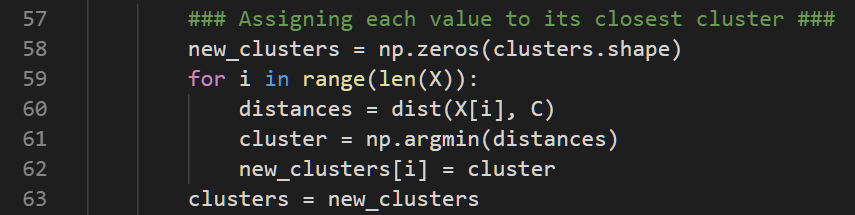 57 ### Assigning each value to its closest cluster ###
58 new_clusters = np.zeros(clusters.shape)
59 for i in range(len(X)):
60 distances = dist(X[i], C)
61 cluster = np.argmin(distances)
62 new_clusters[i] = cluster
63 clusters = new_clusters